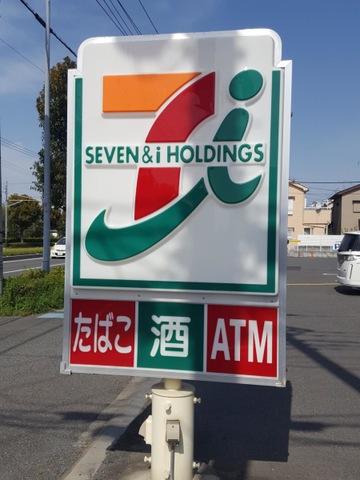 SEVEN & i HOLDINGS
たばこ 酒 ATM